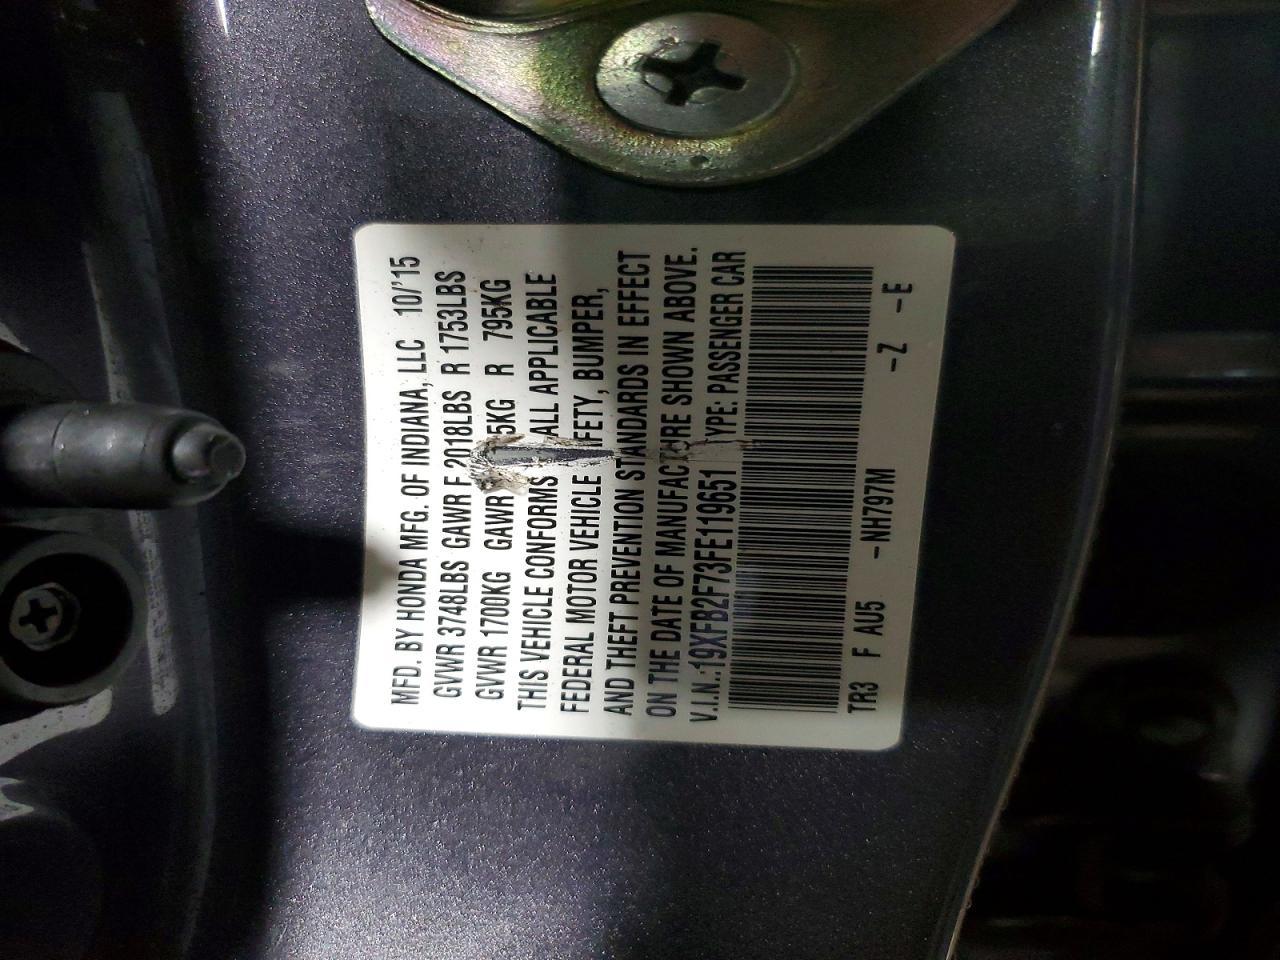 MFD. BY HONDA MFG. OF INDIANA, LLC 10/'15
GVWR 3748LBS GAWR F 2018LBS R 1753LBS
GVWR 1700KG GAWR 5KG R 795KG
THIS VEHICLE CONFORMS ALL APPLICABLE
FEDERAL MOTOR VEHICLE FETY, BUMPER,
AND THEFT PREVENTION STANDARDS IN EFFECT
ON THE DATE OF MANUFACTURE SHOWN ABOVE.
V.I.N.:19XFB2F73FE119651 YPE: PASSENGER CAR
TR3 F AU5 -NH797M -Z -E